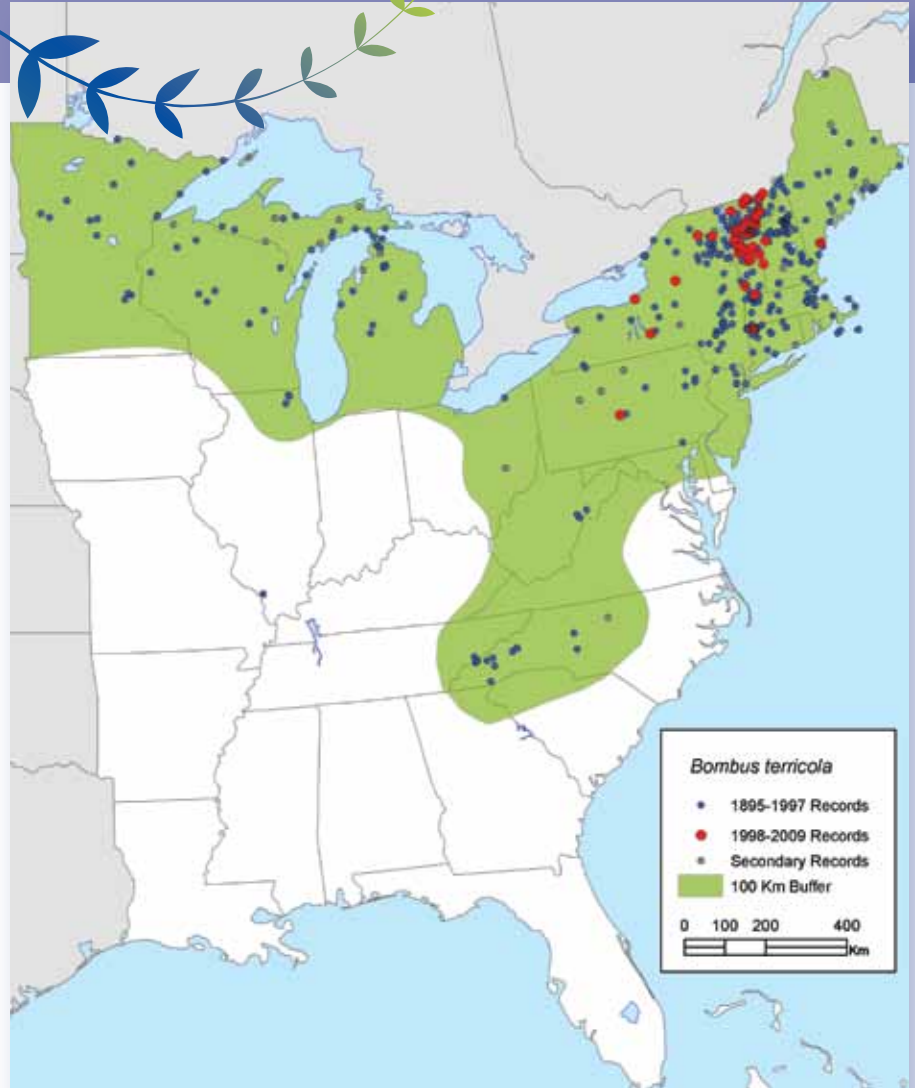 Bombus terricola
1895-1997 Records
1998-2009 Records
Secondary Records
100 Km Buffer
0 100 200 400
Km